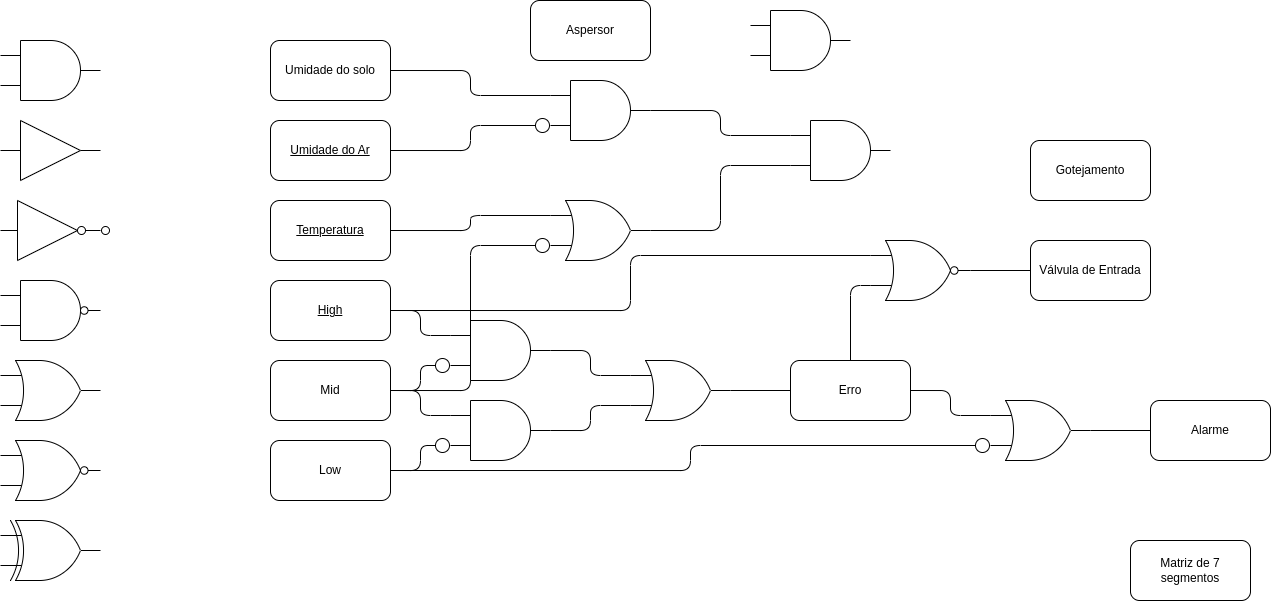 Aspersor
Umidade do solo
Umidade do Ar
Gotejamento
Temperatura
Válvula de Entrada
High
Mid
Erro
Alarme
Low
Matriz de 7
segmentos